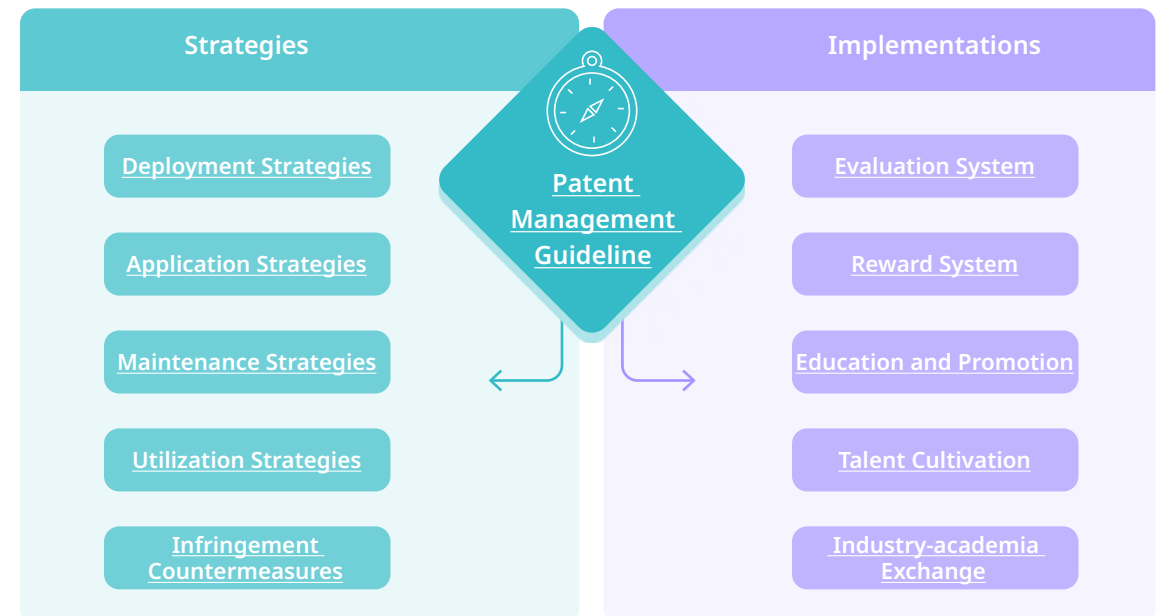 Strategies
Implementations
Patent
Management
Guideline
Deployment Strategies
Application Strategies
Maintenance Strategies
Utilization Strategies
Infringement
Countermeasures
Evaluation System
Reward System
Education and Promotion
Talent Cultivation
Industry-academia
Exchange